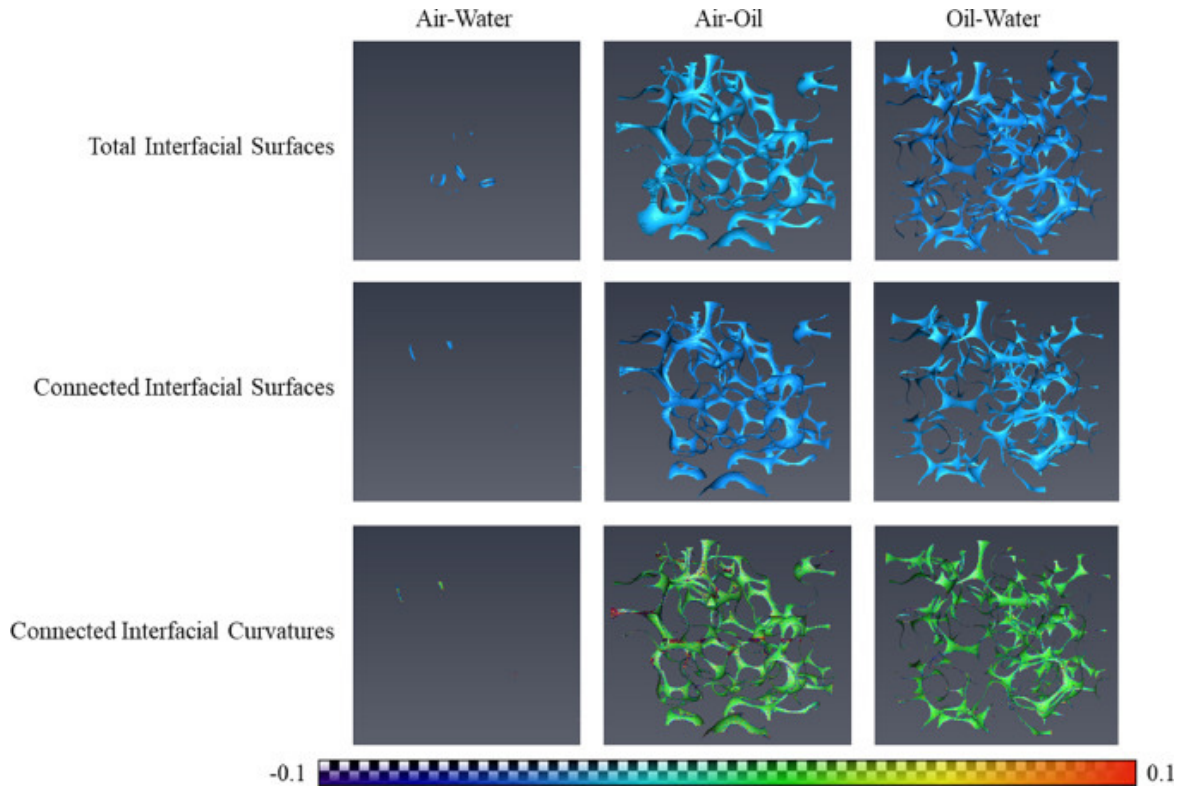 Air-Water Air-Oil Oil-Water
Total Interfacial Surfaces
Connected Interfacial Surfaces
Connected Interfacial Curvatures
-0.1 0.1